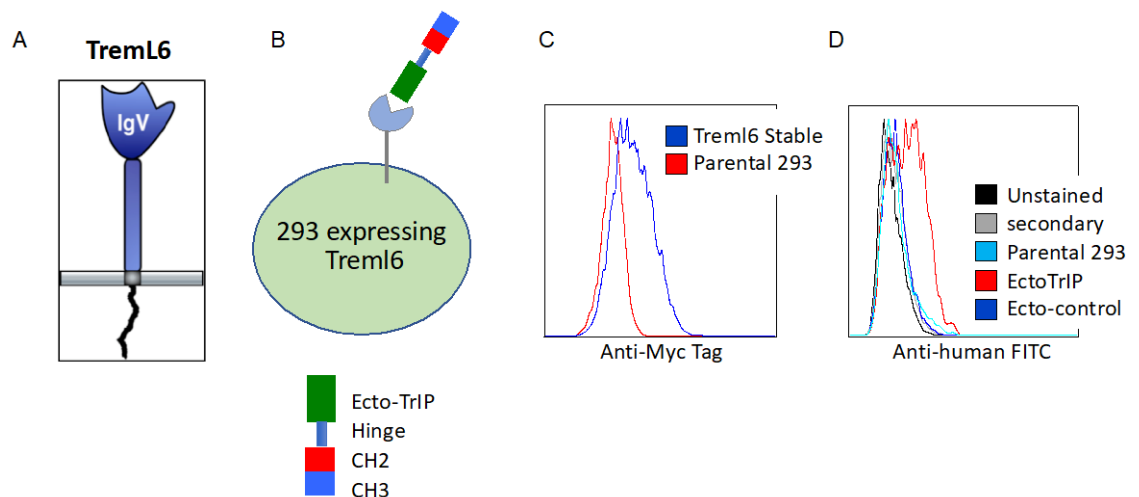 A
TremL6
IgV
B
293 expressing
Treml6
Ecto-TrIP
Hinge
CH2
CH3
C
Treml6 Stable
Parental 293
Anti-Myc Tag
D
Unstained
secondary
Parental 293
EctoTrIP
Ecto-control
Anti-human FITC